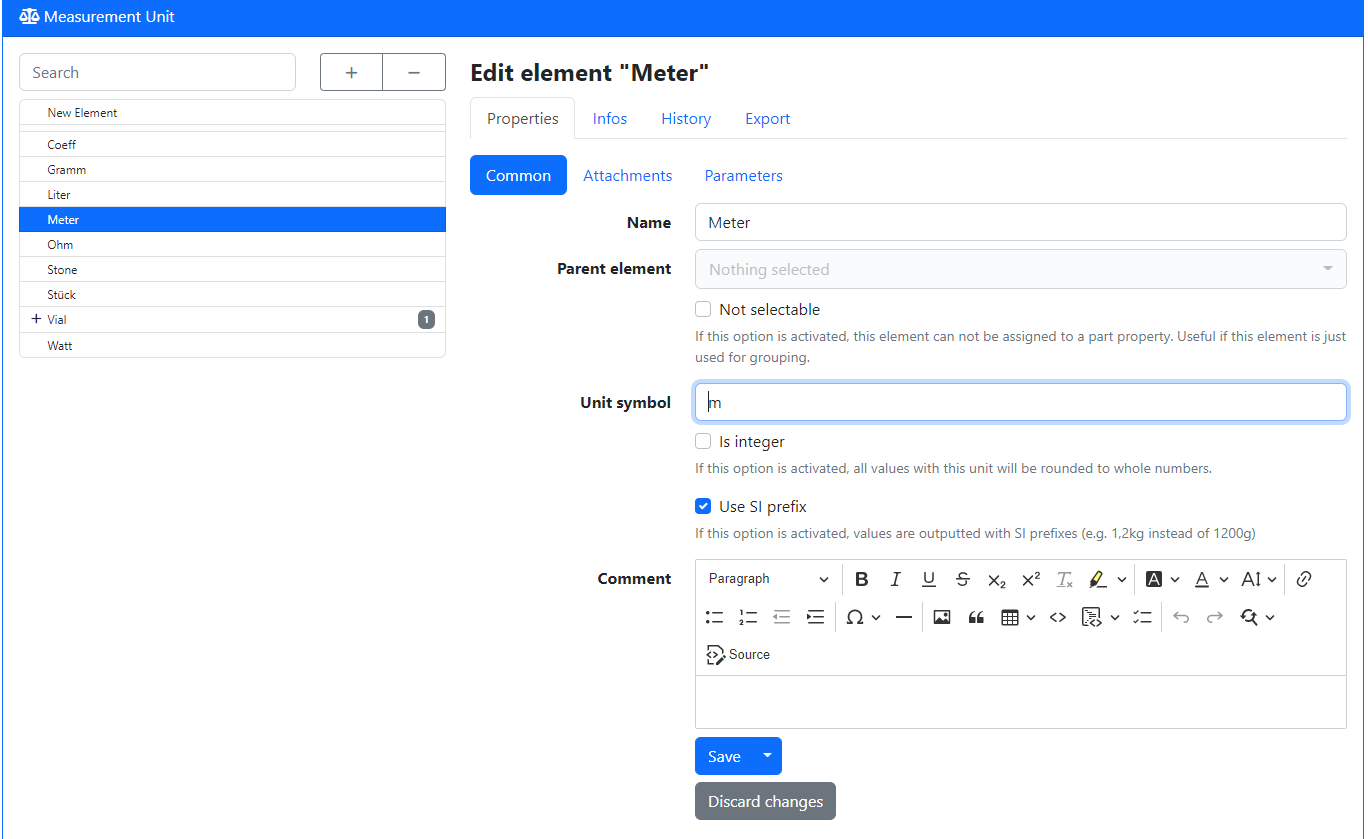 Measurement Unit
Search
New Element
Coeff
Gramm
Liter
Meter
Ohm
Stone
Stück
Vial 1
Watt
Edit element "Meter"
Properties Infos History Export
Common Attachments Parameters
Name Meter
Parent element Nothing selected
Not selectable
If this option is activated, this element can not be assigned to a part property. Useful if this element is just
used for grouping.
Unit symbol m
Is integer
If this option is activated, all values with this unit will be rounded to whole numbers.
Use SI prefix
If this option is activated, values are outputted with SI prefixes (e.g. 1,2kg instead of 1200g)
Comment Paragraph
Source
Save
Discard changes